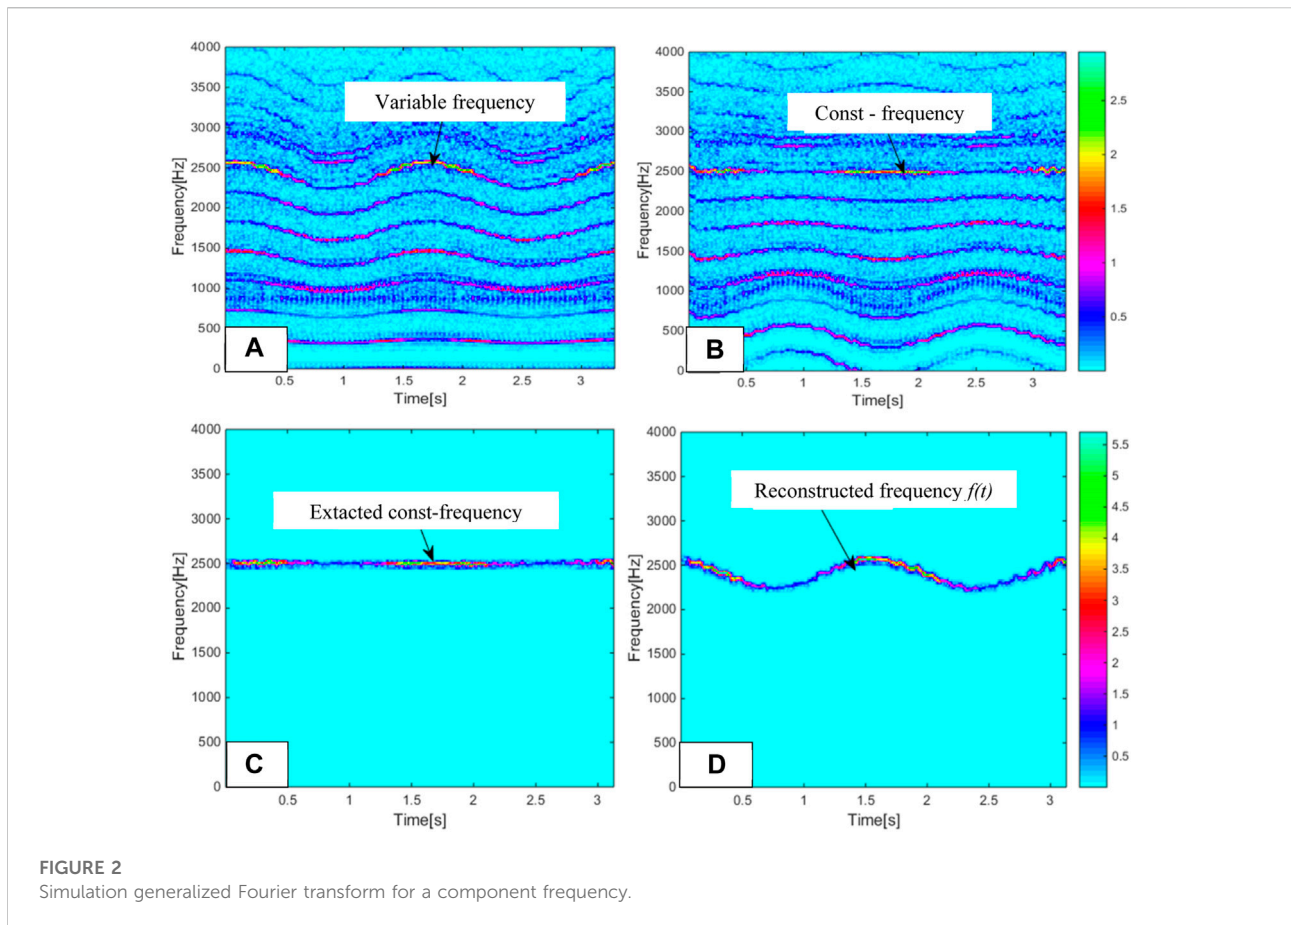 4000
3500
3000
2500
2000
1500
1000
500
0
Frequency[Hz]
Variable frequency
A
0.5 1 1.5 2 2.5 3
Time[s]
4000
3500
3000
2500
2000
1500
1000
500
0
Frequency[Hz]
Const - frequency
B
0.5 1 1.5 2 2.5 3
Time[s]
2.5
2
1.5
1
0.5
4000
3500
3000
2500
2000
1500
1000
500
0
Frequency[Hz]
Extacted const-frequency
C
0.5 1 1.5 2 2.5 3
Time[s]
4000
3500
3000
2500
2000
1500
1000
500
0
Frequency[Hz]
Reconstructed frequency f(t)
D
0.5 1 1.5 2 2.5 3
Time[s]
5.5
5
4.5
4
3.5
3
2.5
2
1.5
1
0.5
FIGURE 2
Simulation generalized Fourier transform for a component frequency.